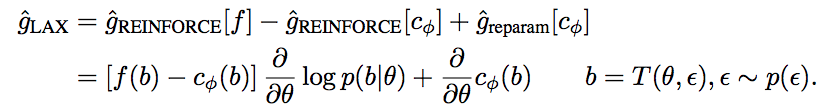 ĝ_LAX = ĝ_REINFORCE[f] − ĝ_REINFORCE[c_ϕ] + ĝ_reparam[c_ϕ]
= [f(b) − c_ϕ(b)] ∂/∂θ log p(b|θ) + ∂/∂θ c_ϕ(b)    b = T(θ, ϵ), ϵ ∼ p(ϵ).